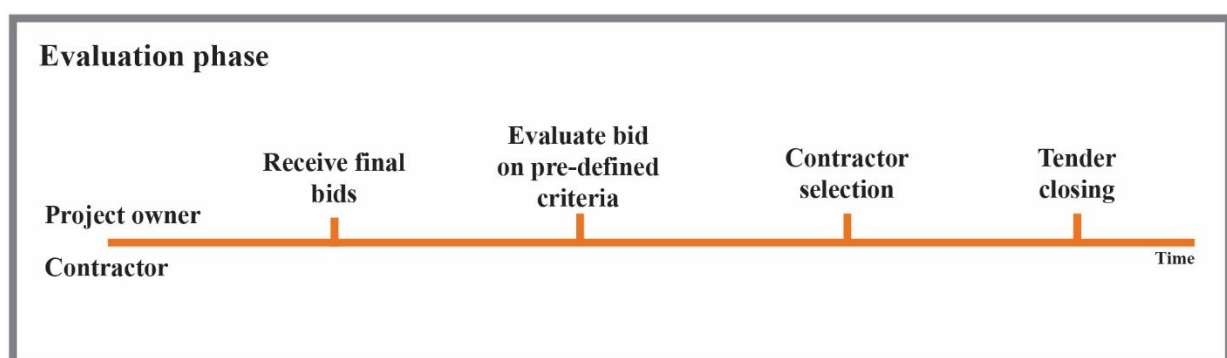 Evaluation phase
Receive final
bids
Evaluate bid
on pre-defined
criteria
Contractor
selection
Tender
closing
Project owner
Contractor
Time